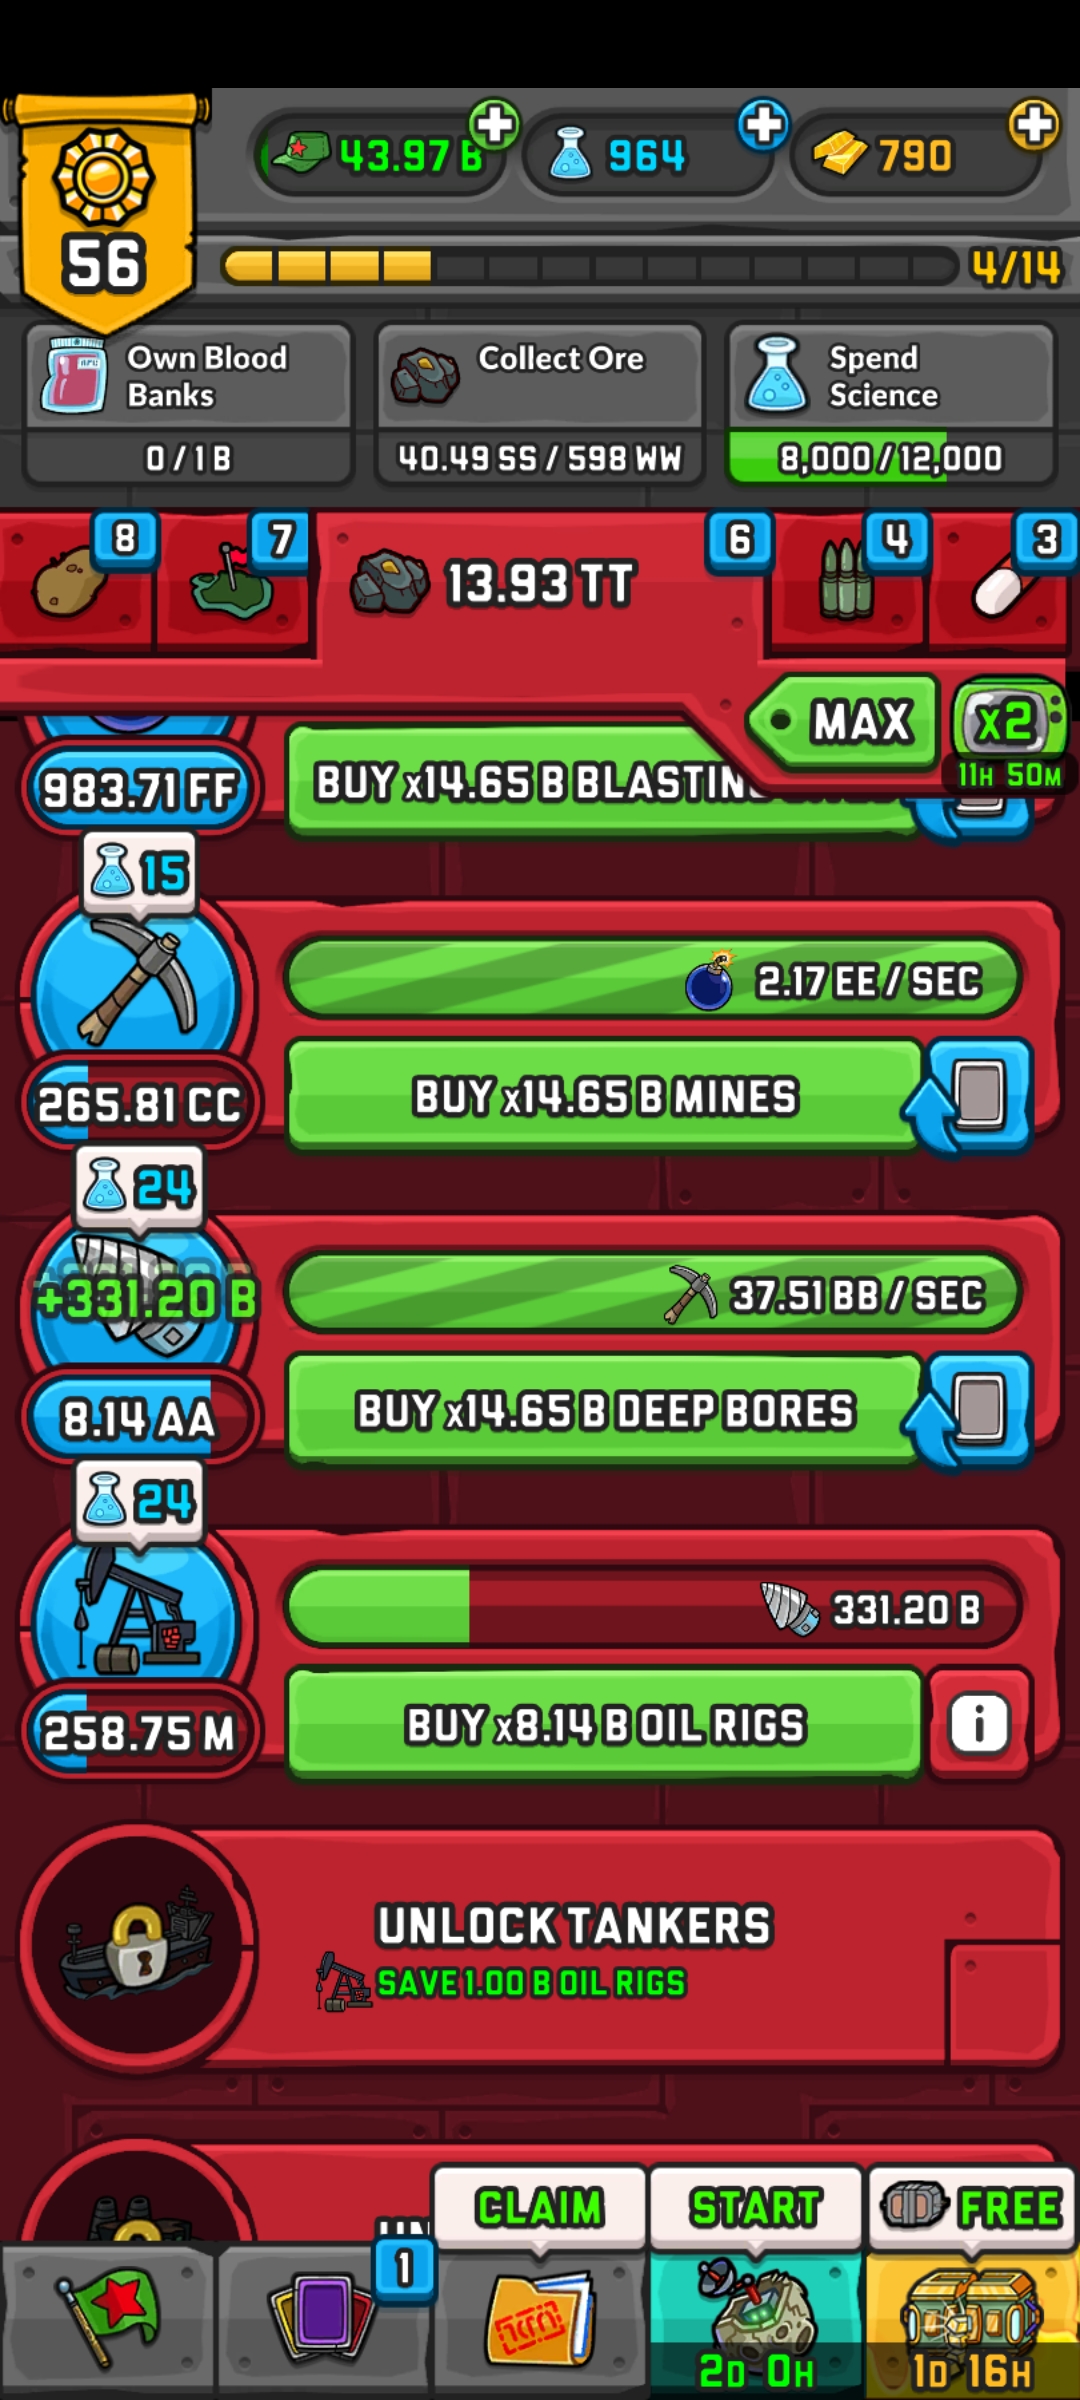 43.97 B
964
790
56
4/14
Own Blood
Banks
0 / 1 B
Collect Ore
40.49 SS / 598 WW
Spend
Science
8,000 / 12,000
8
7
13.93 TT
6
4
3
MAX
x2
11H 50M
983.71 FF
BUY x14.65 B
15
2.17 EE / SEC
265.81 CC
BUY x14.65 B MINES
24
+331.20 B
37.51 BB / SEC
8.14 AA
BUY x14.65 B DEEP BORES
24
331.20 B
258.75 M
BUY x8.14 B OIL RIGS
i
UNLOCK TANKERS
SAVE 1.00 B OIL RIGS
CLAIM
START
FREE
1
2D 0H
1D 16H